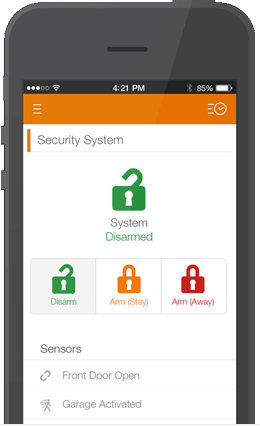 4:21 PM
85%
Security System
System
Disarmed
Disarm
Arm (Stay)
Arm (Away)
Sensors
Front Door Open
Garage Activated